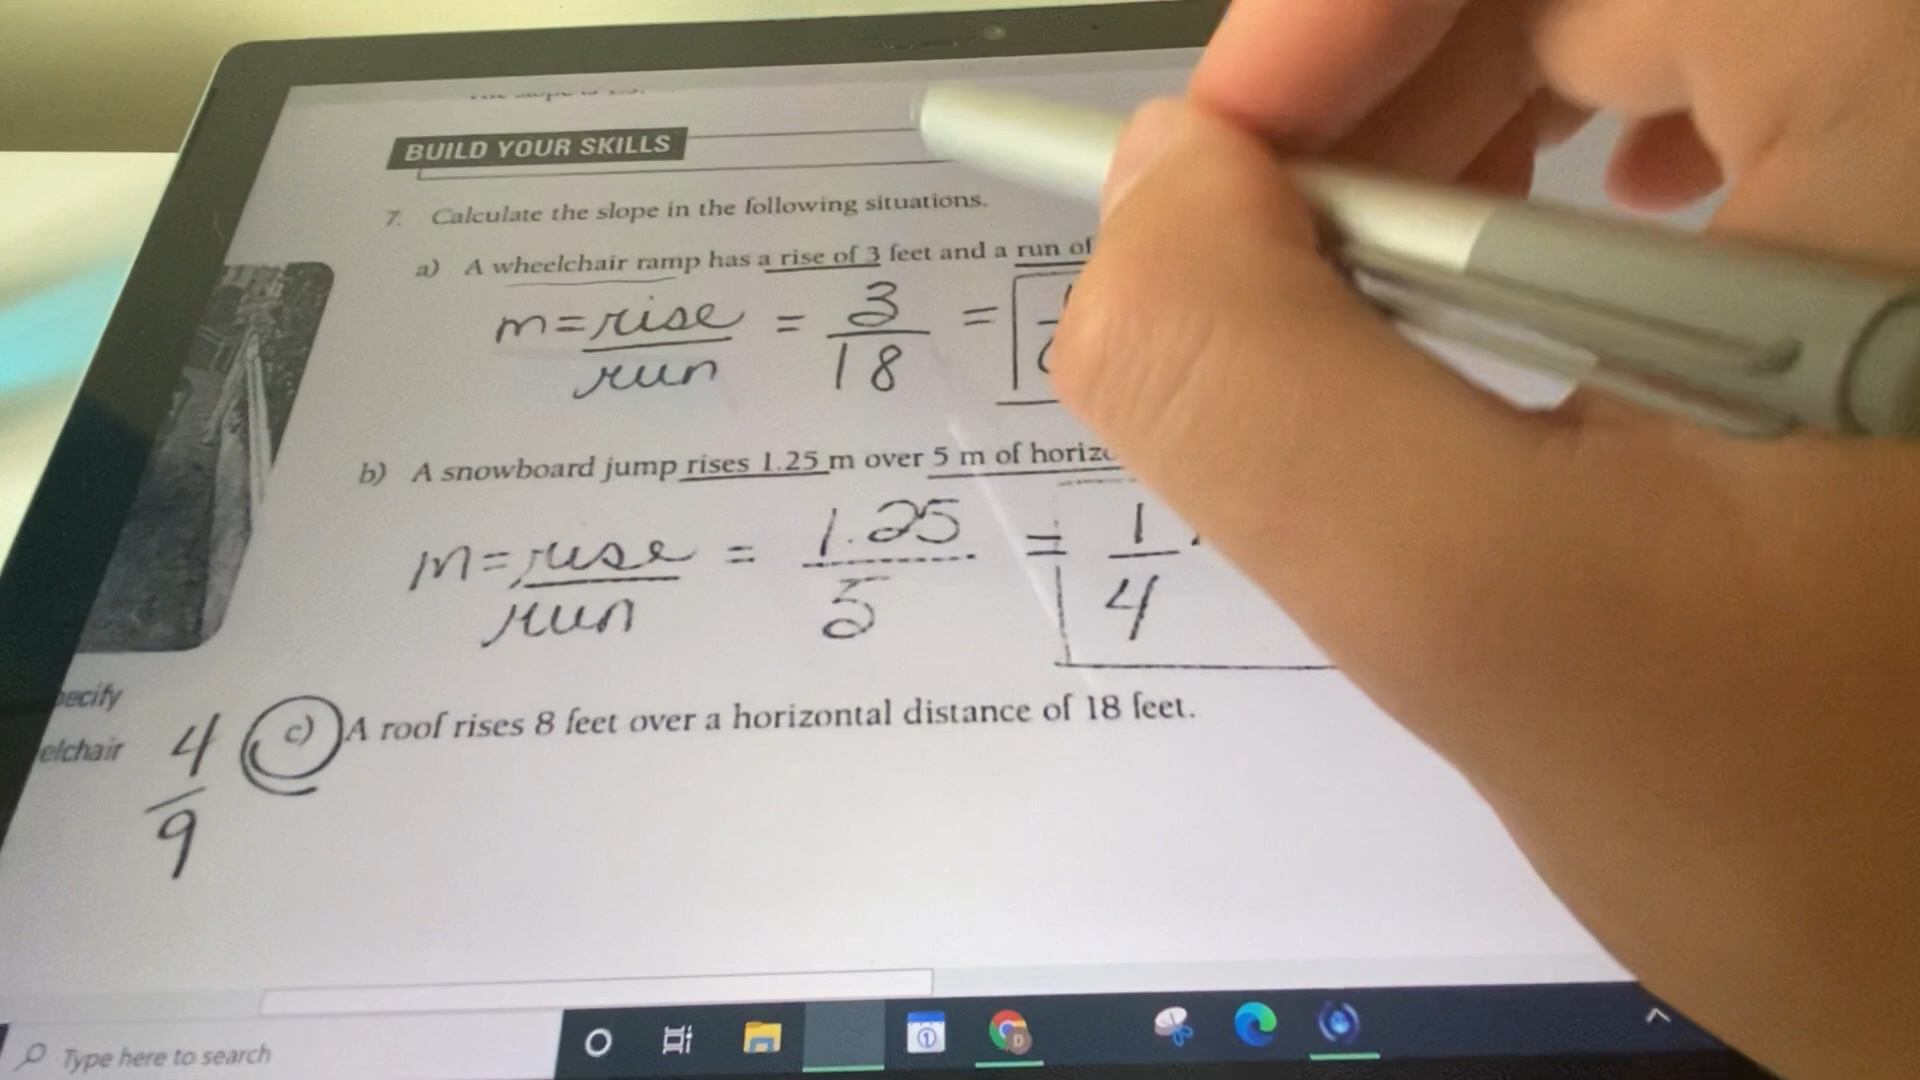 BUILD YOUR SKILLS
7. Calculate the slope in the following situations.
a) A wheelchair ramp has a rise of 3 feet and a run of
m = rise/run = 3/18 =
b) A snowboard jump rises 1.25 m over 5 m of
m = rise/run = 1.25/5 = 1/4
c) A roof rises 8 feet over a horizontal distance of 18 feet.
4/9
Type here to search